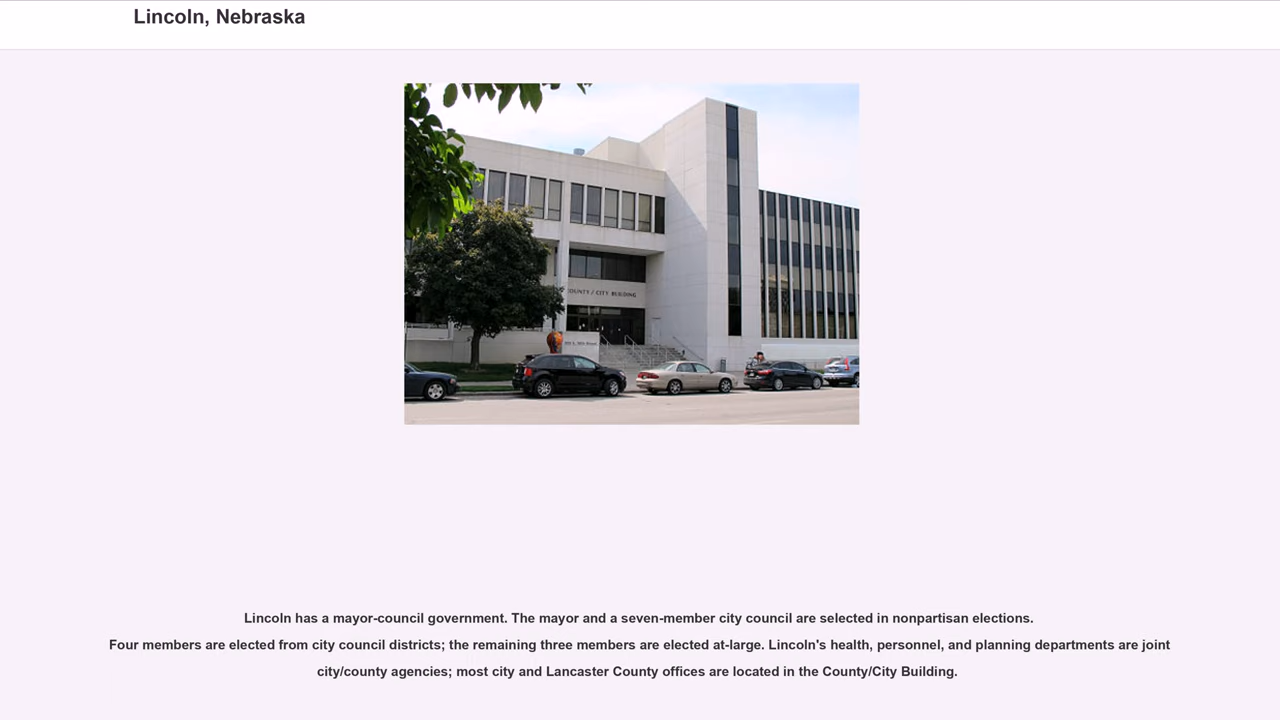 Lincoln, Nebraska
COUNTY / CITY BUILDING
Lincoln has a mayor-council government. The mayor and a seven-member city council are selected in nonpartisan elections.
Four members are elected from city council districts; the remaining three members are elected at-large. Lincoln's health, personnel, and planning departments are joint
city/county agencies; most city and Lancaster County offices are located in the County/City Building.